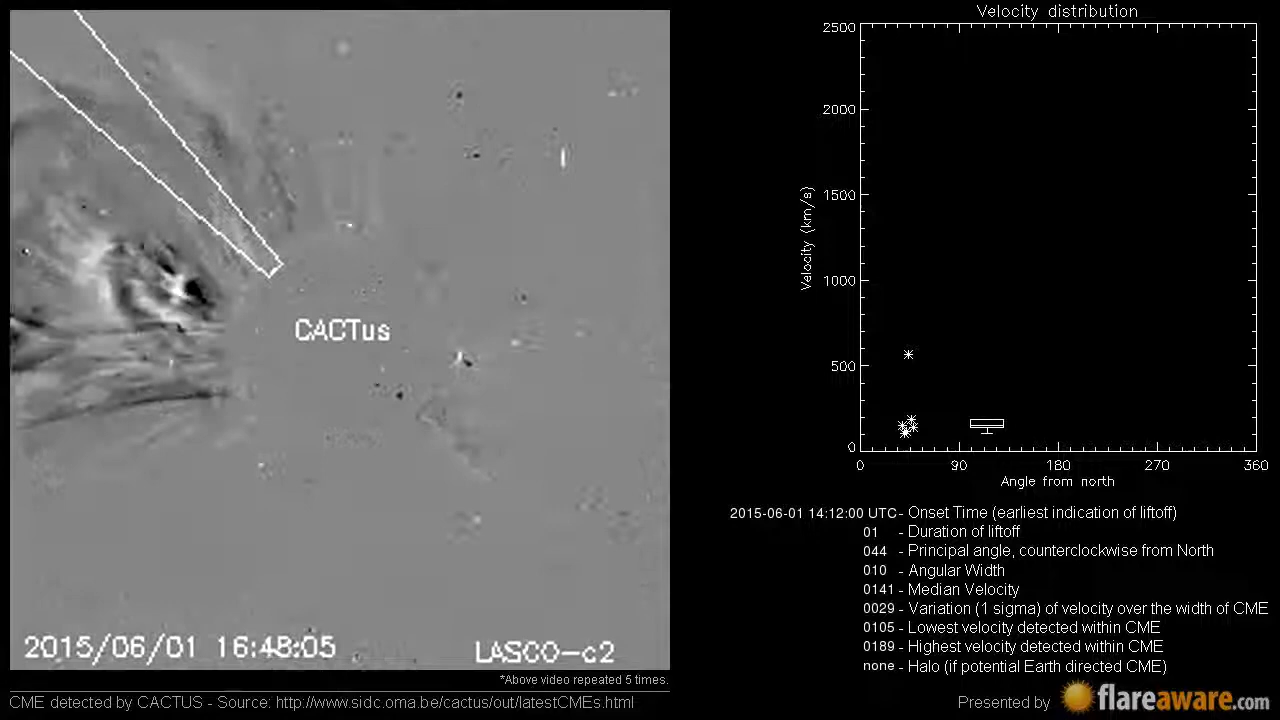 Velocity distribution
2500
2000
1500
1000
500
0
Velocity (km/s)
0 90 180 270 360
Angle from north
CACTus
2015/06/01 16:48:05 LASCO-c2
*Above video repeated 5 times.
CME detected by CACTUS - Source: http://www.sidc.oma.be/cactus/out/latestCMEs.html
2015-06-01 14:12:00 UTC - Onset Time (earliest indication of liftoff)
01 - Duration of liftoff
044 - Principal angle, counterclockwise from North
010 - Angular Width
0141 - Median Velocity
0029 - Variation (1 sigma) of velocity over the width of CME
0105 - Lowest velocity detected within CME
0189 - Highest velocity detected within CME
none - Halo (if potential Earth directed CME)
Presented by flareaware.com